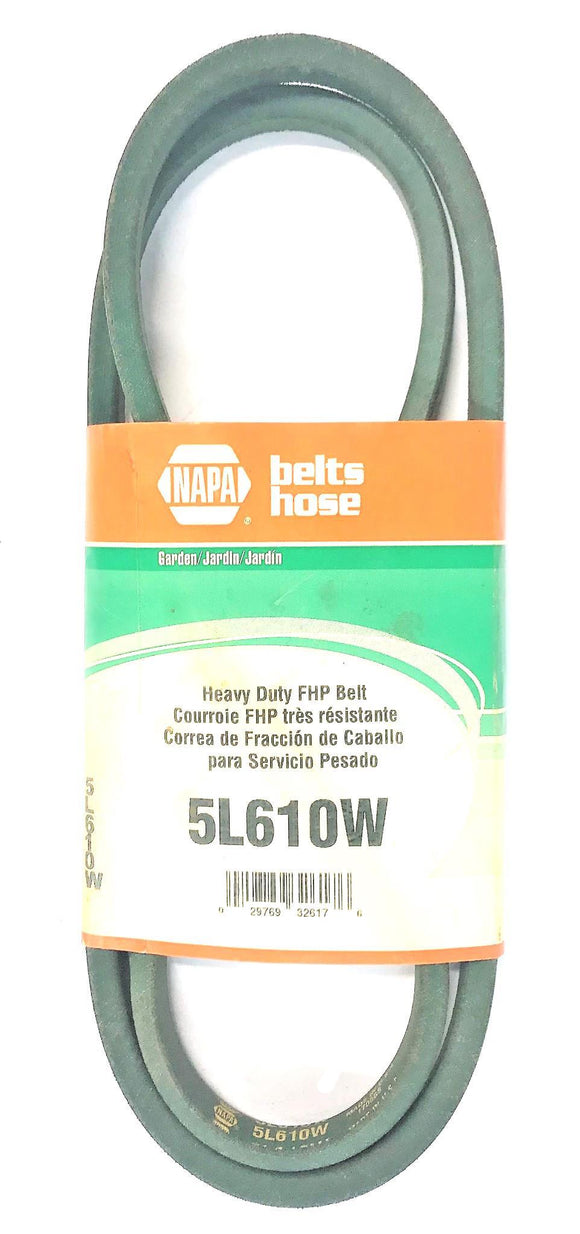 NAPA
belts
hose
®
Garden/Jardin/Jardín
Heavy Duty FHP Belt
Courroie FHP très résistante
Correa de Fracción de Caballo
para Servicio Pesado
5L610W
0 29769 32617 6
5L610W
NAPA
5L610W